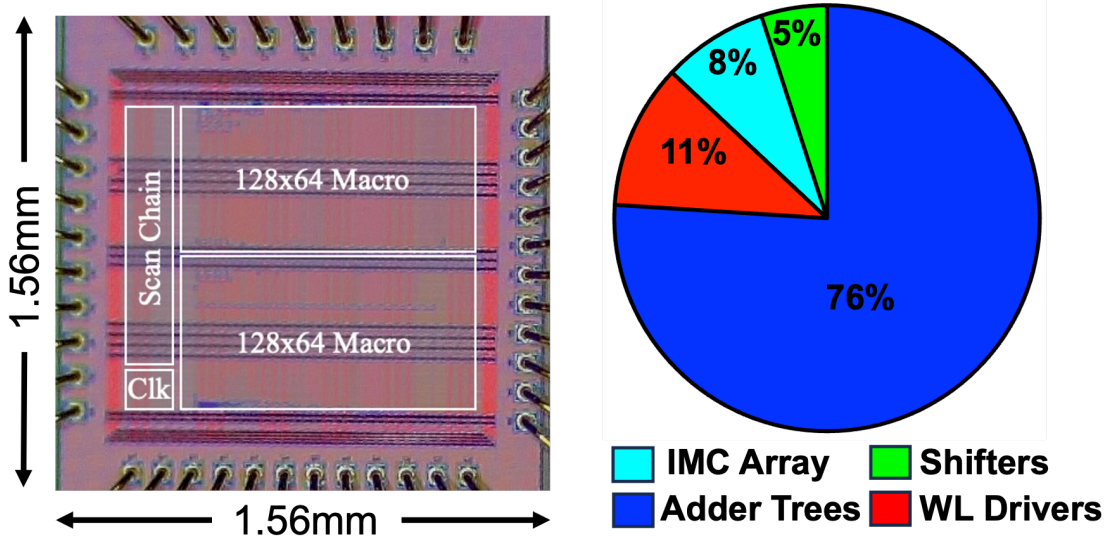 1.56mm
Scan Chain
128x64 Macro
128x64 Macro
Clk
1.56mm
5%
8%
11%
76%
IMC Array
Shifters
Adder Trees
WL Drivers